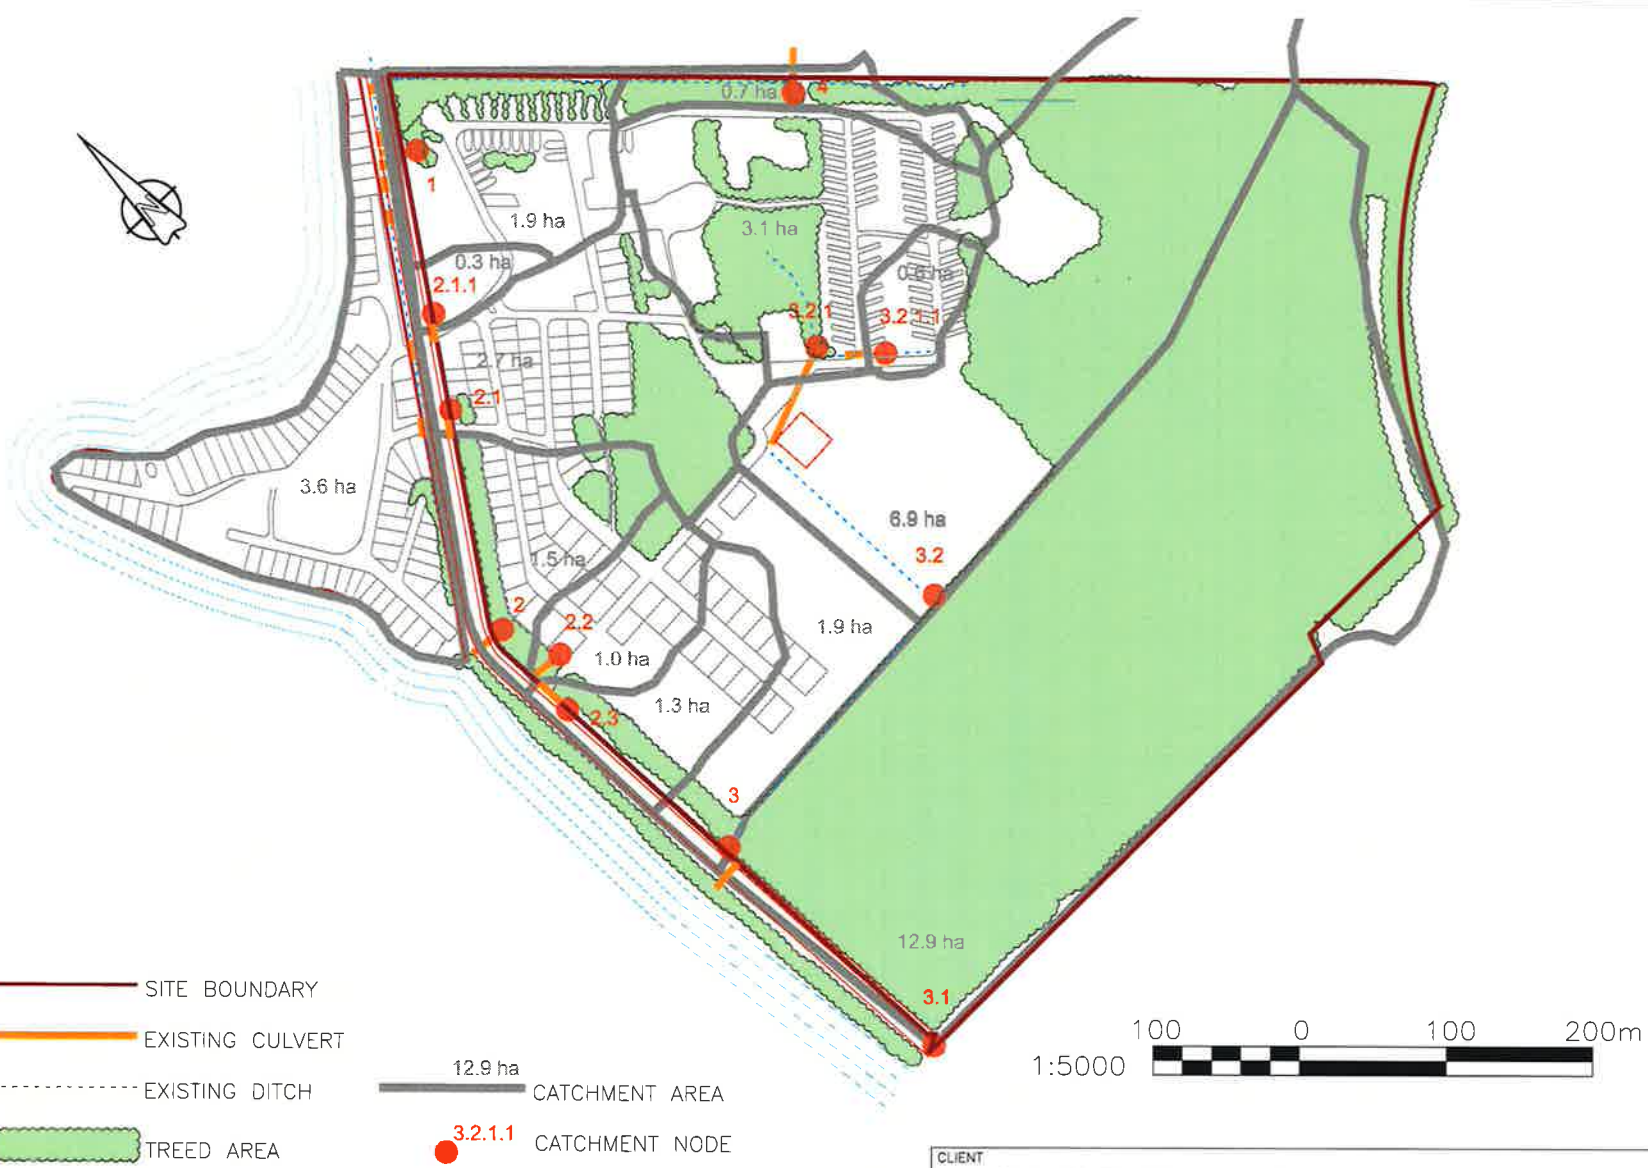 0.7 ha
4
1
1.9 ha
3.1 ha
0.3 ha
0.6 ha
2.1.1
3.2.1
3.2.1.1
2.7 ha
2.1
3.6 ha
6.9 ha
3.2
1.5 ha
2
2.2
1.9 ha
1.0 ha
1.3 ha
2.3
3
12.9 ha
3.1
SITE BOUNDARY
EXISTING CULVERT
EXISTING DITCH
TREED AREA
12.9 ha
CATCHMENT AREA
3.2.1.1
CATCHMENT NODE
100 0 100 200m
1:5000
CLIENT